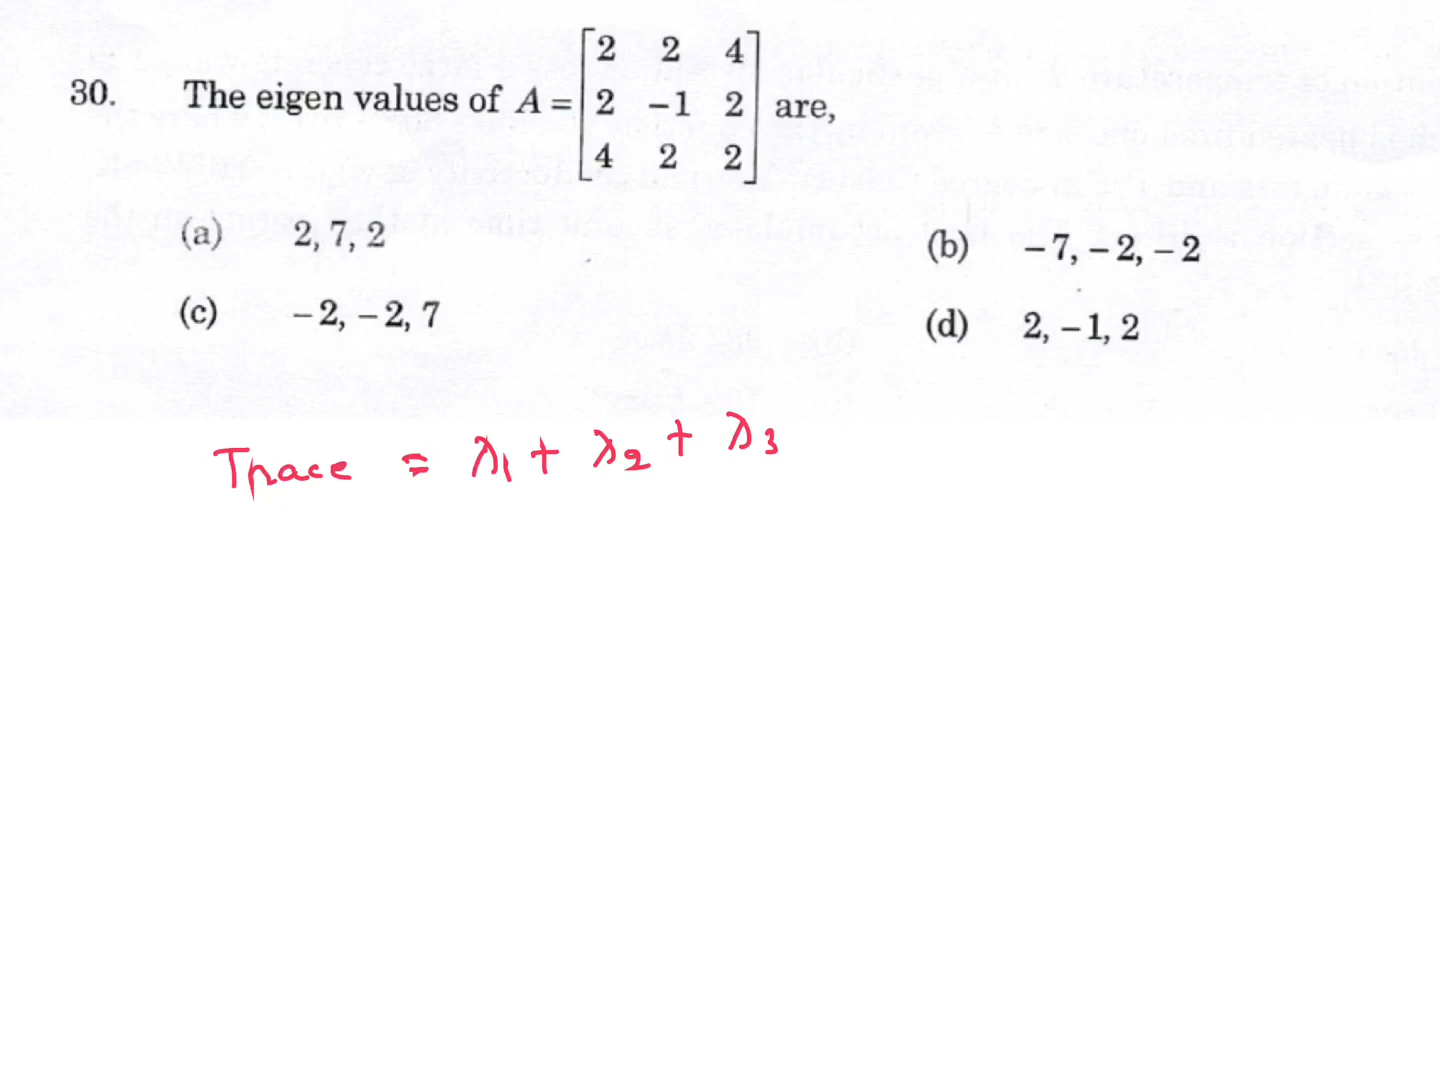 30. The eigen values of A = [2 2 4
2 -1 2
4 2 2] are,
(a) 2, 7, 2
(b) -7, -2, -2
(c) -2, -2, 7
(d) 2, -1, 2
Trace = λ1 + λ2 + λ3